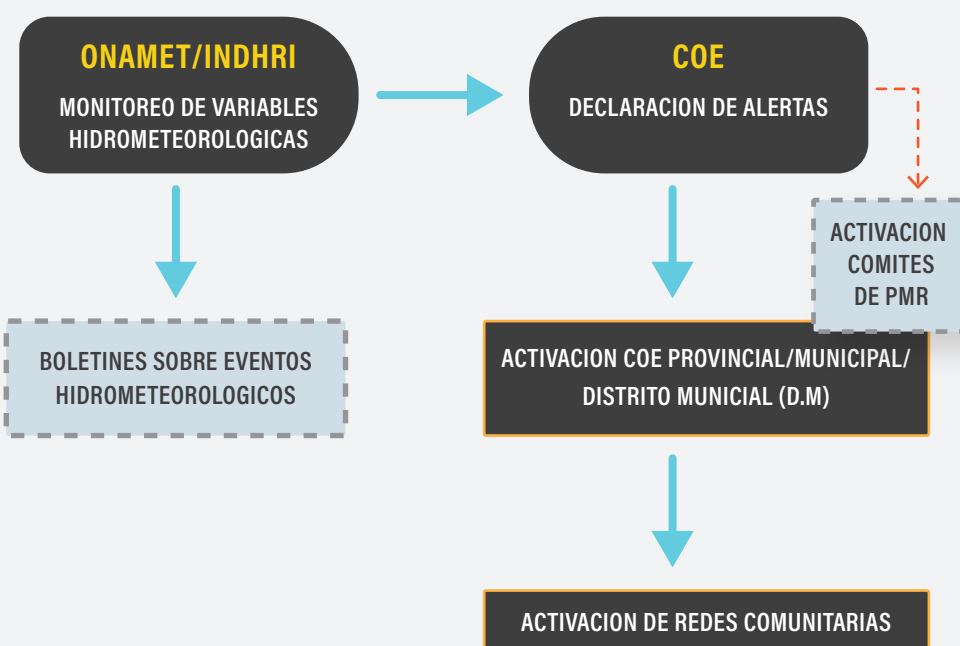 ONAMET/INDHRI
MONITOREO DE VARIABLES
HIDROMETEOROLOGICAS
COE
DECLARACION DE ALERTAS
ACTIVACION
COMITES
DE PMR
BOLETINES SOBRE EVENTOS
HIDROMETEOROLOGICOS
ACTIVACION COE PROVINCIAL/MUNICIPAL/
DISTRITO MUNICIAL (D.M)
ACTIVACION DE REDES COMUNITARIAS